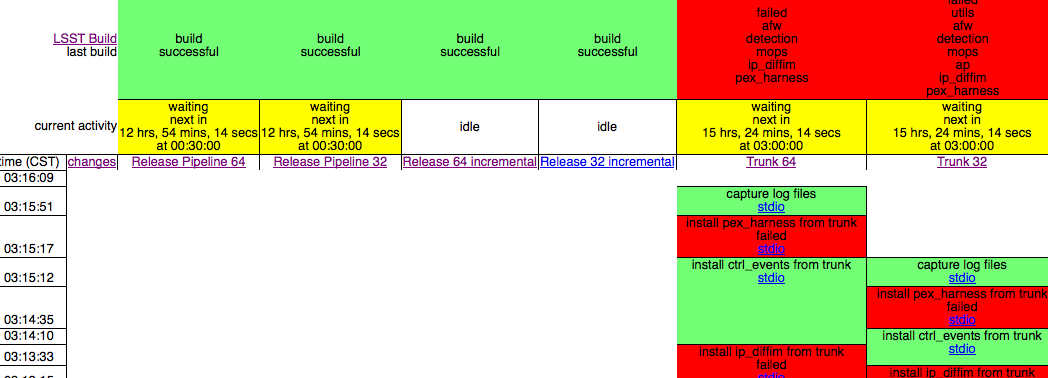 LSST Build
last build
build
successful
build
successful
build
successful
build
successful
failed
afw
detection
mops
ip_diffim
pex_harness
failed
utils
afw
detection
mops
ap
ip_diffim
pex_harness
current activity
waiting
next in
12 hrs, 54 mins, 14 secs
at 00:30:00
waiting
next in
12 hrs, 54 mins, 14 secs
at 00:30:00
idle
idle
waiting
next in
15 hrs, 24 mins, 14 secs
at 03:00:00
waiting
next in
15 hrs, 24 mins, 14 secs
at 03:00:00
time (CST) changes Release Pipeline 64 Release Pipeline 32 Release 64 incremental Release 32 incremental Trunk 64 Trunk 32
03:16:09
03:15:51
capture log files
stdio
03:15:17
install pex_harness from trunk
failed
stdio
03:15:12
install ctrl_events from trunk
stdio
capture log files
stdio
03:14:35
install pex_harness from trunk
failed
stdio
03:14:10
install ctrl_events from trunk
stdio
03:13:33
install ip_diffim from trunk
failed
stdio
install ip_diffim from trunk